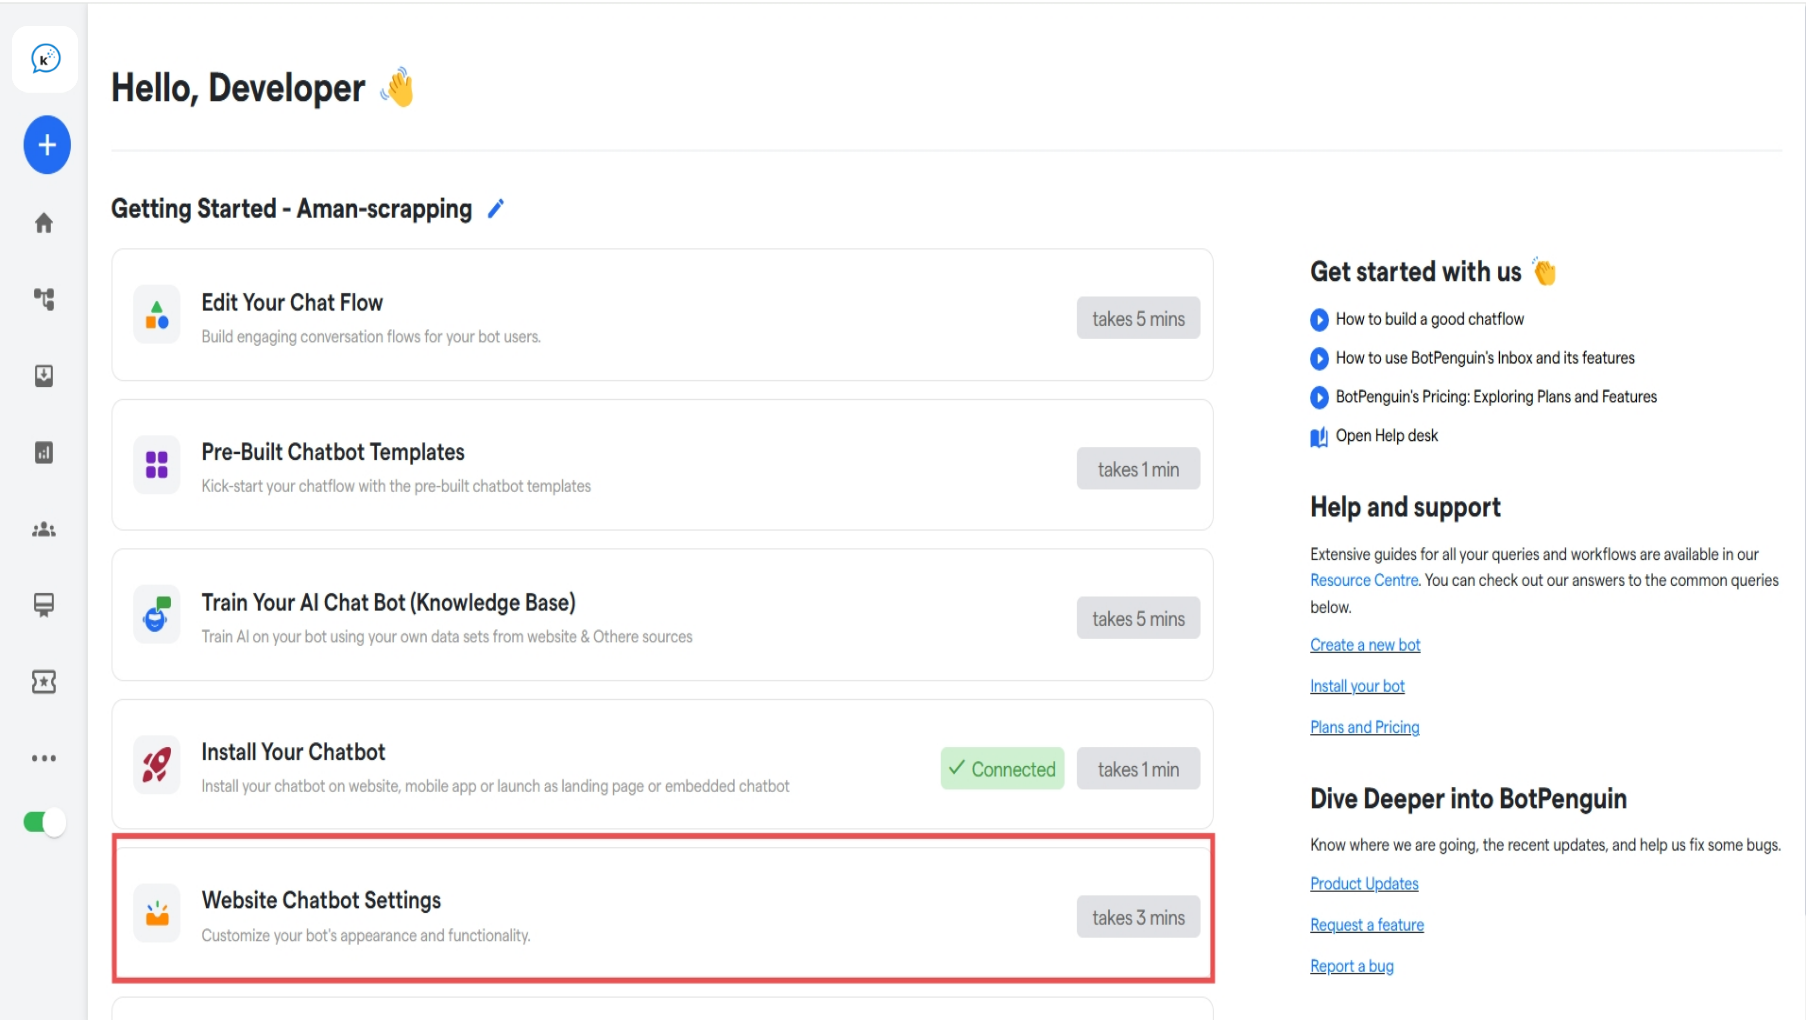 K
Hello, Developer
Getting Started - Aman-scrapping
Edit Your Chat Flow
Build engaging conversation flows for your bot users.
takes 5 mins
Pre-Built Chatbot Templates
Kick-start your chatflow with the pre-built chatbot templates
takes 1 min
Train Your AI Chat Bot (Knowledge Base)
Train AI on your bot using your own data sets from website & Othere sources
takes 5 mins
Install Your Chatbot
Install your chatbot on website, mobile app or launch as landing page or embedded chatbot
Connected
takes 1 min
Website Chatbot Settings
Customize your bot's appearance and functionality.
takes 3 mins
Get started with us
How to build a good chatflow
How to use BotPenguin's Inbox and its features
BotPenguin's Pricing: Exploring Plans and Features
Open Help desk
Help and support
Extensive guides for all your queries and workflows are available in our
Resource Centre. You can check out our answers to the common queries
below.
Create a new bot
Install your bot
Plans and Pricing
Dive Deeper into BotPenguin
Know where we are going, the recent updates, and help us fix some bugs.
Product Updates
Request a feature
Report a bug